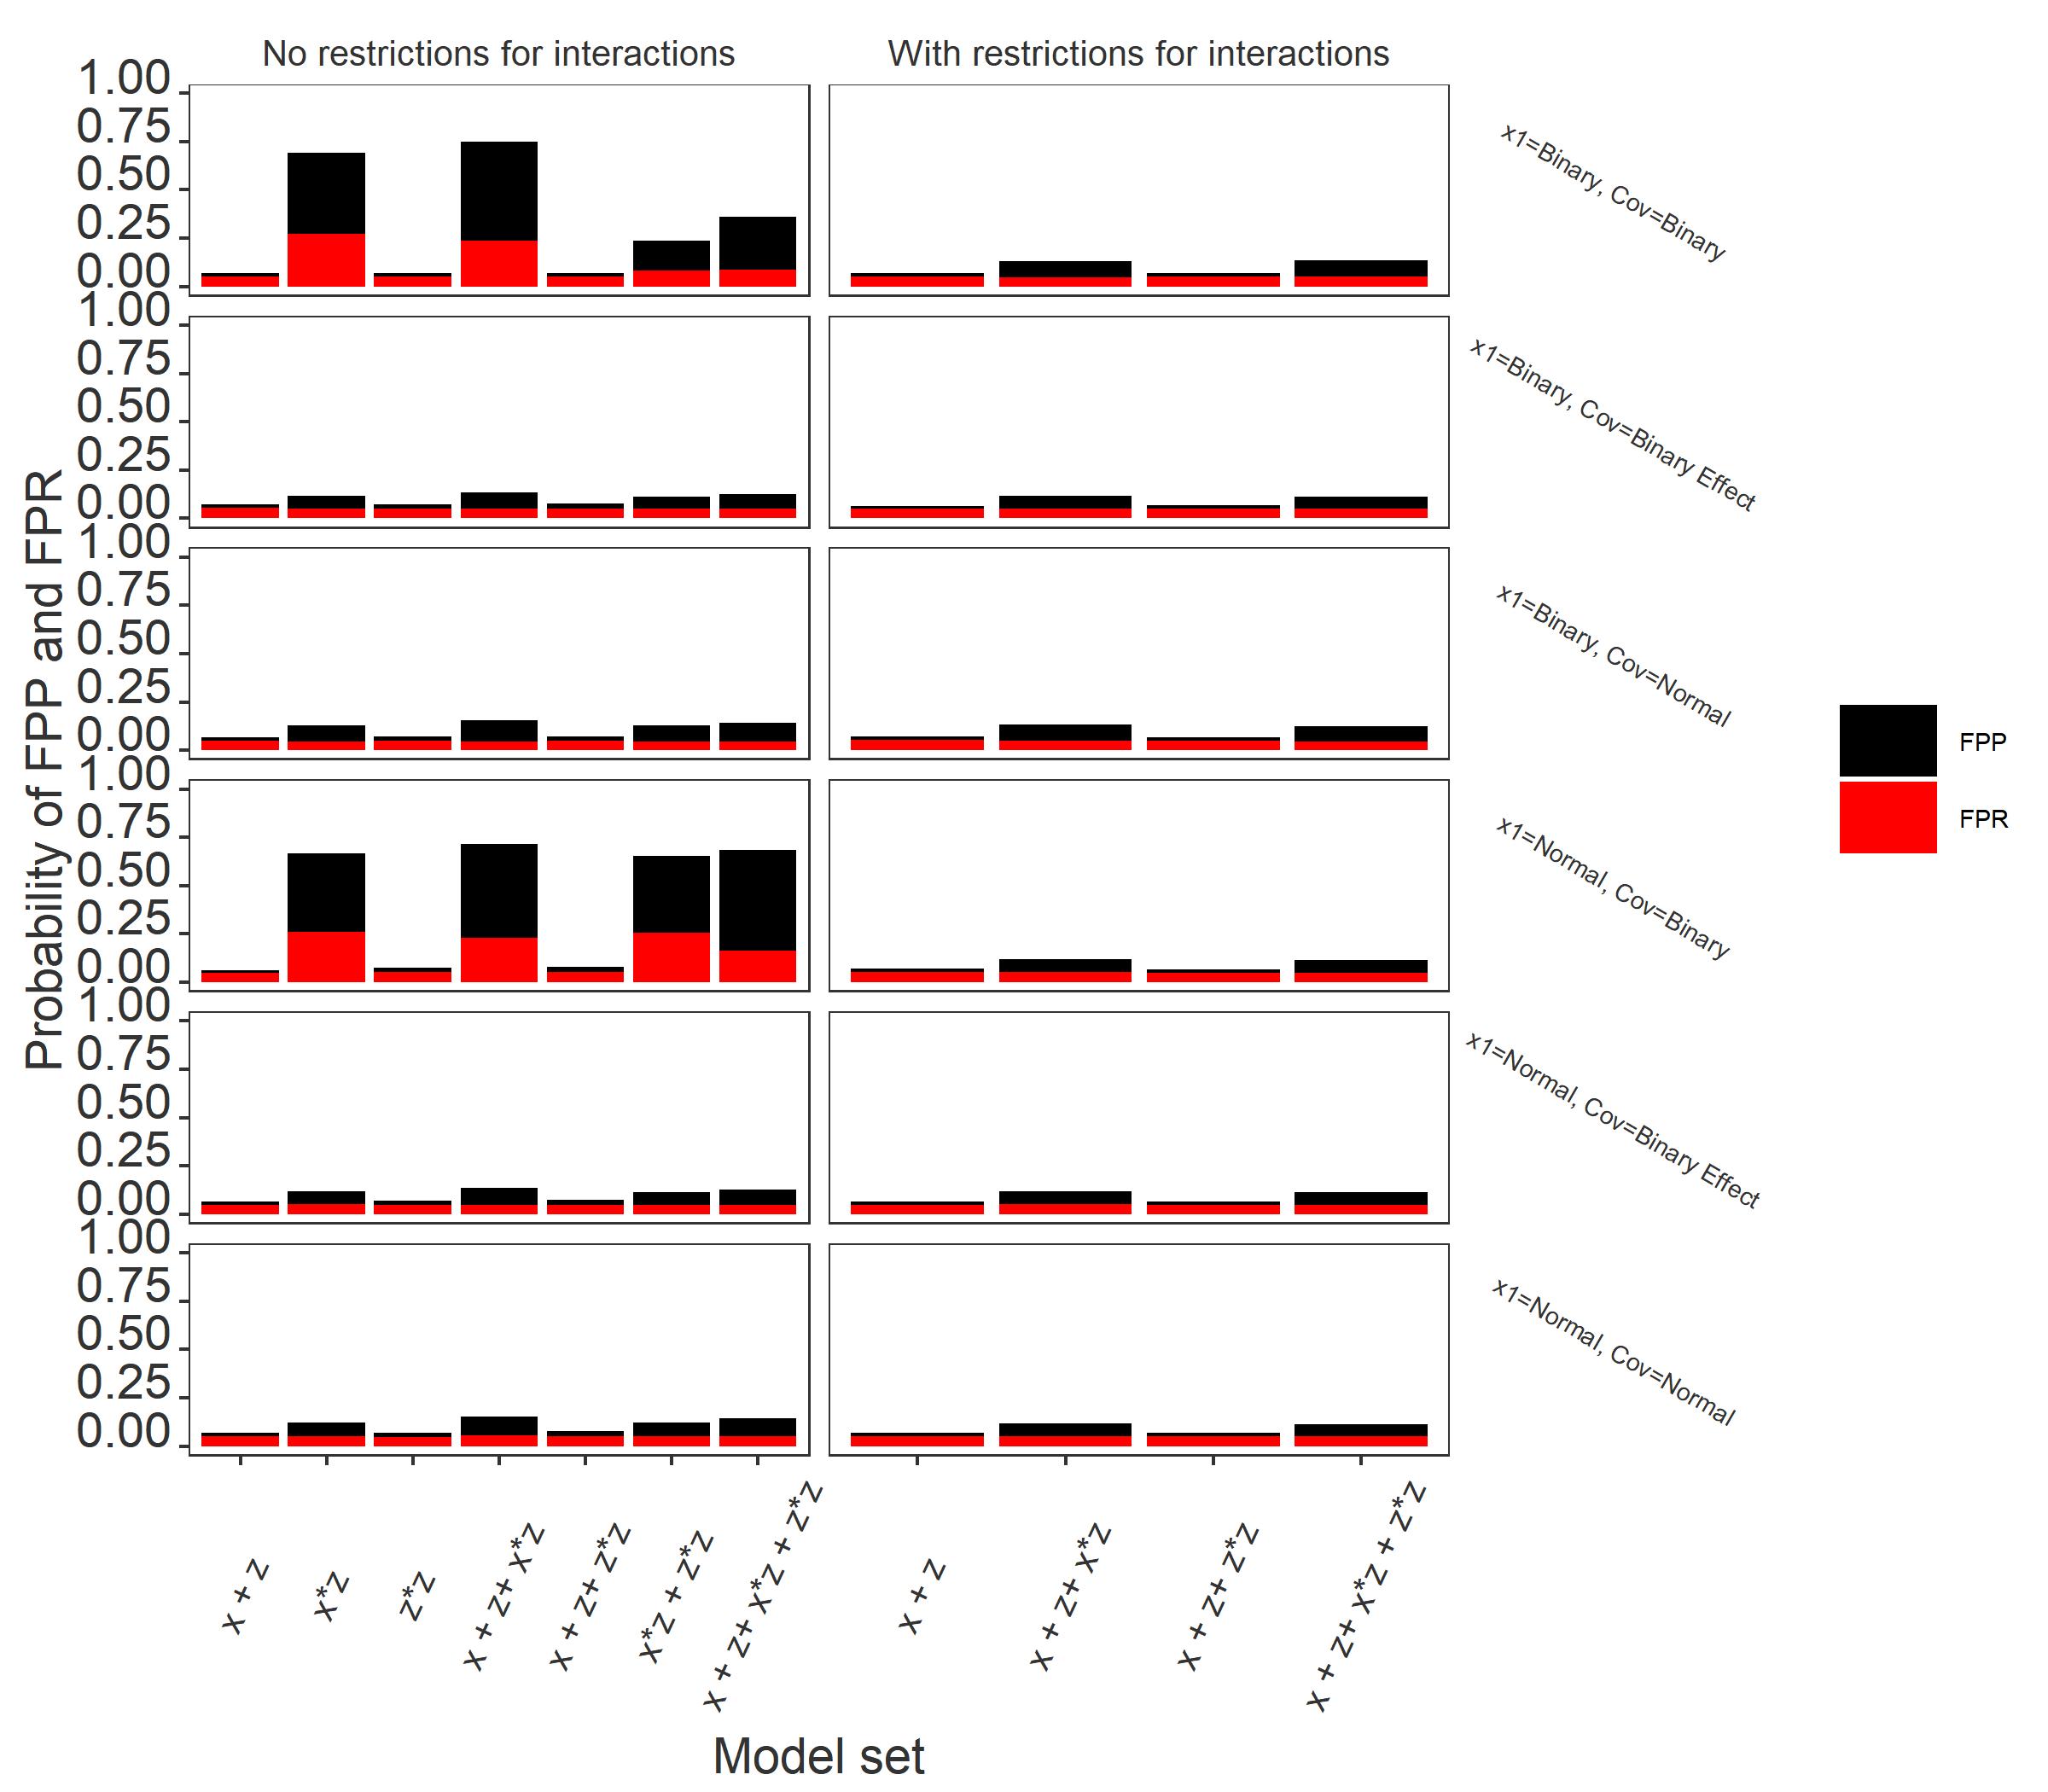 No restrictions for interactions
With restrictions for interactions
Probability of FPP and FPR
1.00
0.75
0.50
0.25
0.00
x1=Binary, Cov=Binary
1.00
0.75
0.50
0.25
0.00
x1=Binary, Cov=Binary Effect
1.00
0.75
0.50
0.25
0.00
x1=Binary, Cov=Normal
1.00
0.75
0.50
0.25
0.00
x1=Normal, Cov=Binary
1.00
0.75
0.50
0.25
0.00
x1=Normal, Cov=Binary Effect
1.00
0.75
0.50
0.25
0.00
x1=Normal, Cov=Normal
FPP
FPR
x + z
x*z
z*z
x + z+ x*z
x + z+ z*z
x*z + z*z
x + z+ x*z + z*z
x + z
x + z+ x*z
x + z+ z*z
x + z+ x*z + z*z
Model set